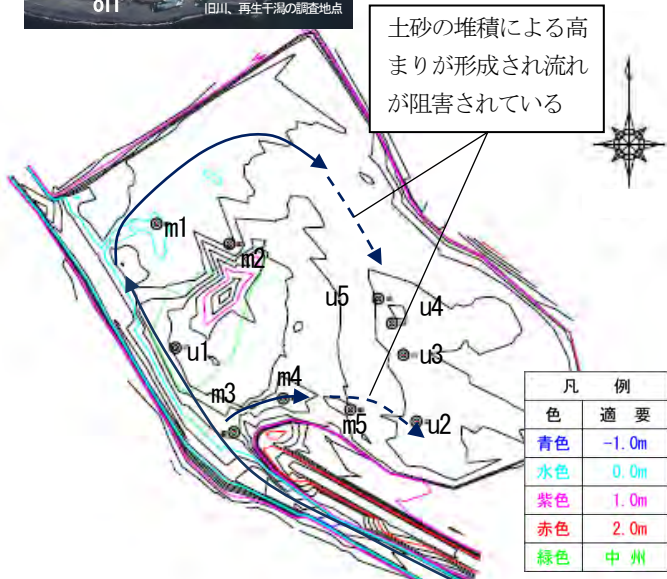 off
旧川、再生干潟の調査地点
土砂の堆積による高
まりが形成され流れ
が阻害されている
m1
m2
u5
u4
u1
u3
m4
m3
m5
u2
凡 例
色 適 要
青色 -1.0m
水色 0.0m
紫色 1.0m
赤色 2.0m
緑色 中 州